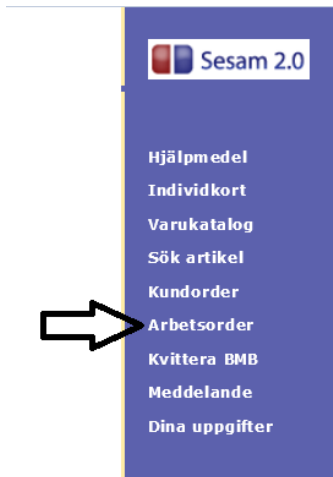 Sesam 2.0
Hjälpmedel
Individkort
Varukatalog
Sök artikel
Kundorder
Arbetsorder
Kvittera BMB
Meddelande
Dina uppgifter